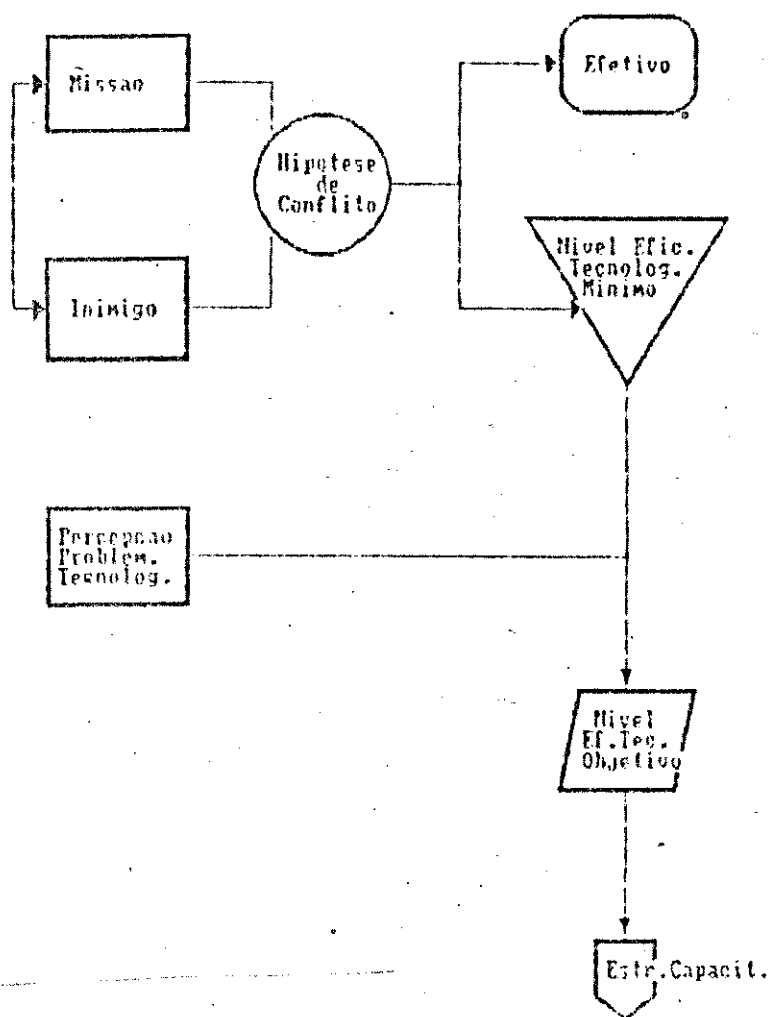 Missao
Efetivo
Hipotese
de
Conflito
Nivel Efic.
Tecnolog.
Minimo
Inimigo
Percepcao
Problem.
Tecnolog.
Nivel
Ef.Tec.
Objetivo
Estr.Capacit.